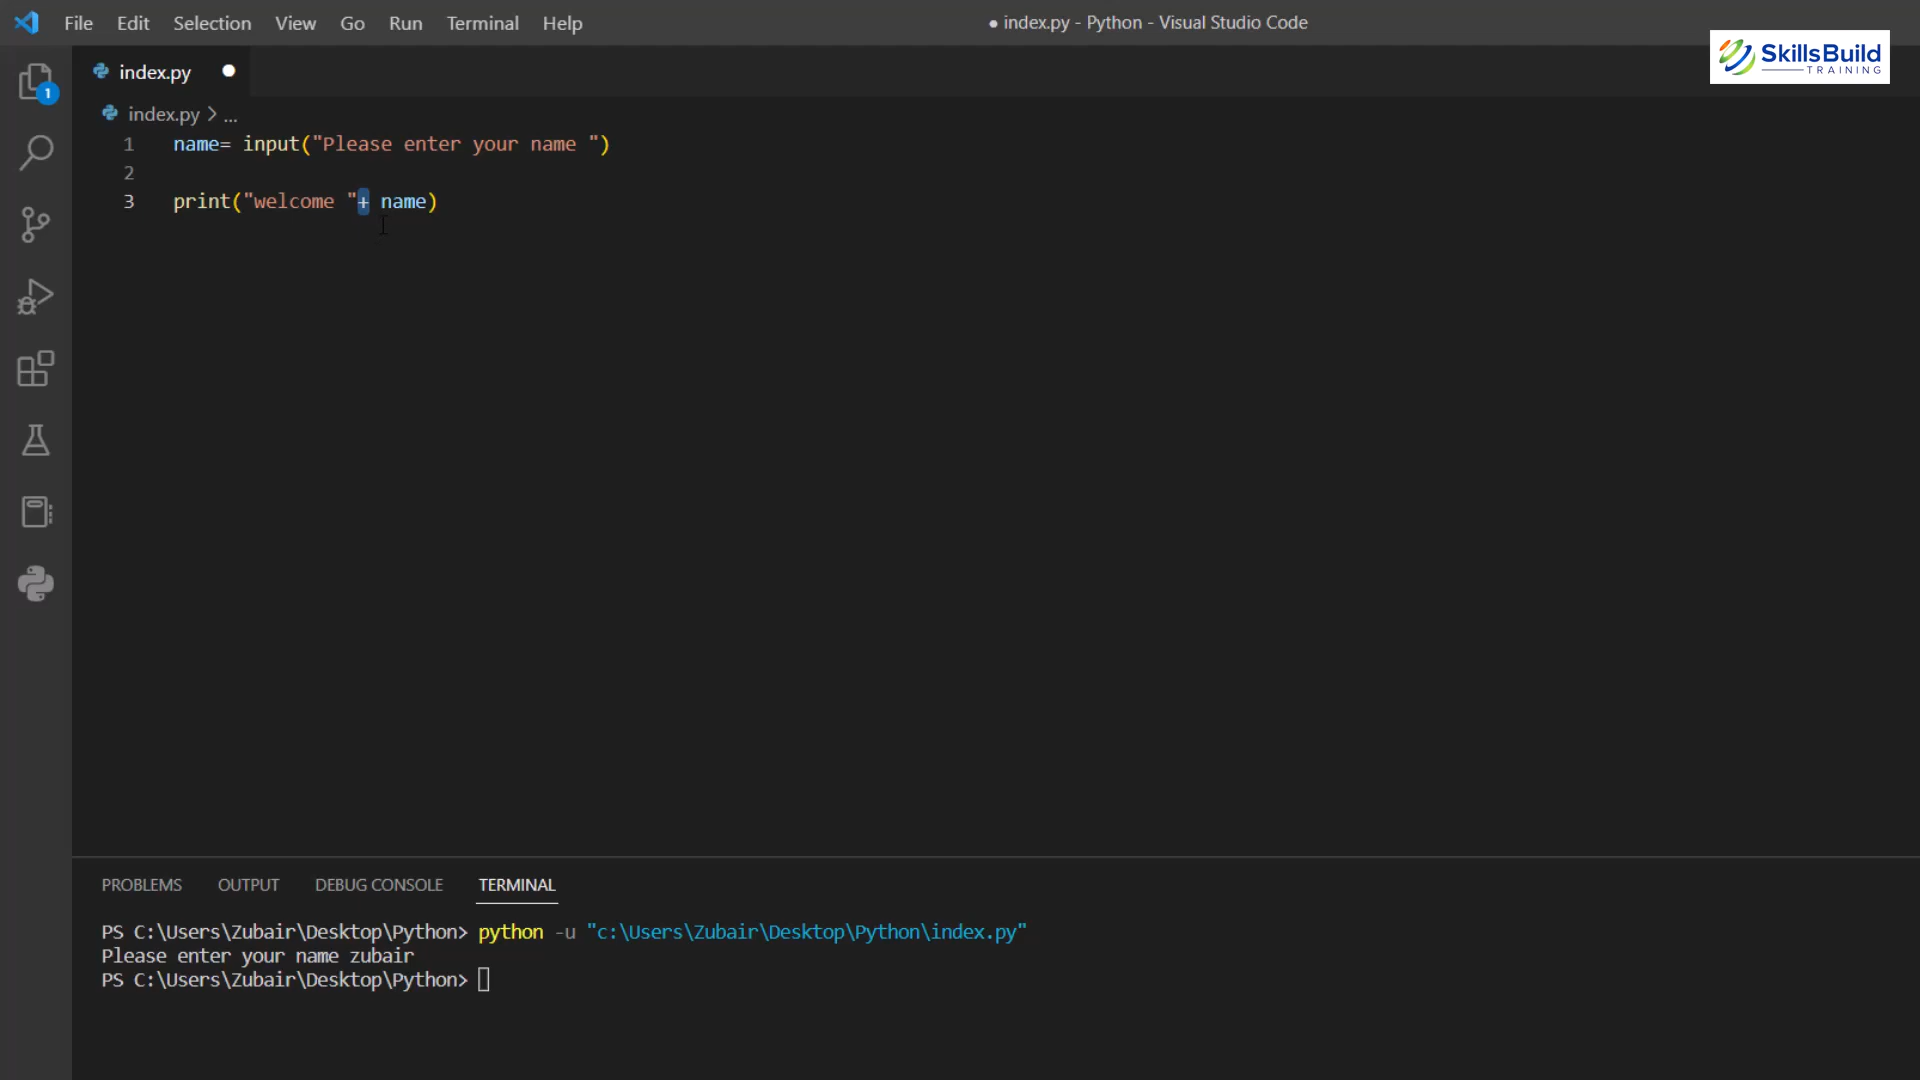 File Edit Selection View Go Run Terminal Help
● index.py - Python - Visual Studio Code
SkillsBuild
TRAINING
index.py ●
1
index.py > ...
1 name= input("Please enter your name ")
2
3 print("welcome "+ name)
PROBLEMS OUTPUT DEBUG CONSOLE TERMINAL
PS C:\Users\Zubair\Desktop\Python> python -u "c:\Users\Zubair\Desktop\Python\index.py"
Please enter your name zubair
PS C:\Users\Zubair\Desktop\Python>